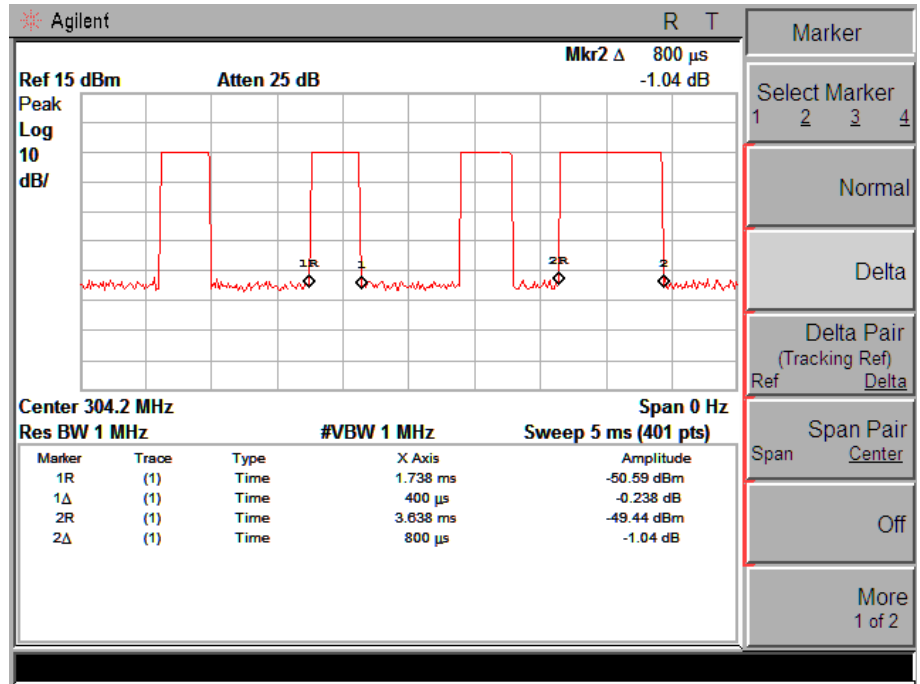 Agilent R T
Mkr2 Δ 800 μs
Ref 15 dBm Atten 25 dB -1.04 dB
Peak
Log
10
dB/
1R 1 2R 2
Center 304.2 MHz Span 0 Hz
Res BW 1 MHz #VBW 1 MHz Sweep 5 ms (401 pts)
Marker Trace Type X Axis Amplitude
1R (1) Time 1.738 ms -50.59 dBm
1Δ (1) Time 400 μs -0.238 dB
2R (1) Time 3.638 ms -49.44 dBm
2Δ (1) Time 800 μs -1.04 dB
Marker
Select Marker
1 2 3 4
Normal
Delta
Delta Pair
(Tracking Ref)
Ref Delta
Span Pair
Span Center
Off
More
1 of 2